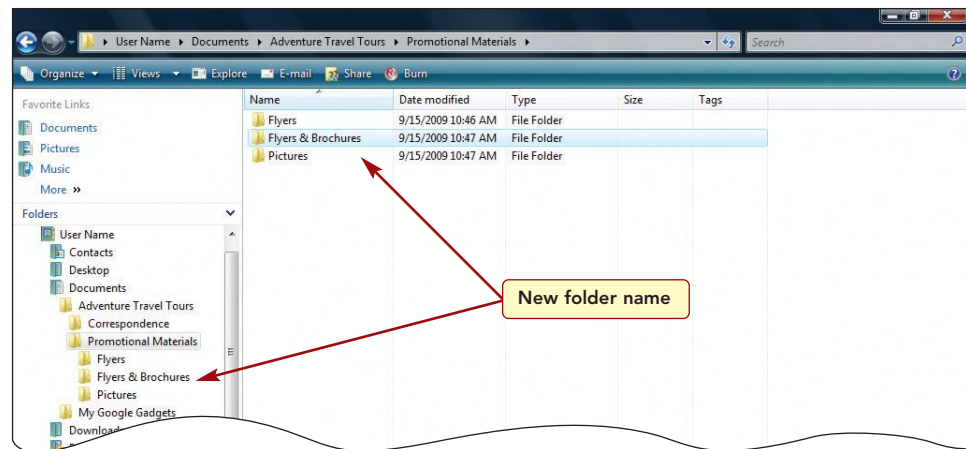 User Name ▸ Documents ▸ Adventure Travel Tours ▸ Promotional Materials ▸
Search
Organize Views Explore E-mail Share Burn
Favorite Links
Documents
Pictures
Music
More »
Folders
User Name
Contacts
Desktop
Documents
Adventure Travel Tours
Correspondence
Promotional Materials
Flyers
Flyers & Brochures
Pictures
My Google Gadgets
Name Date modified Type Size Tags
Flyers 9/15/2009 10:46 AM File Folder
Flyers & Brochures 9/15/2009 10:47 AM File Folder
Pictures 9/15/2009 10:47 AM File Folder
New folder name